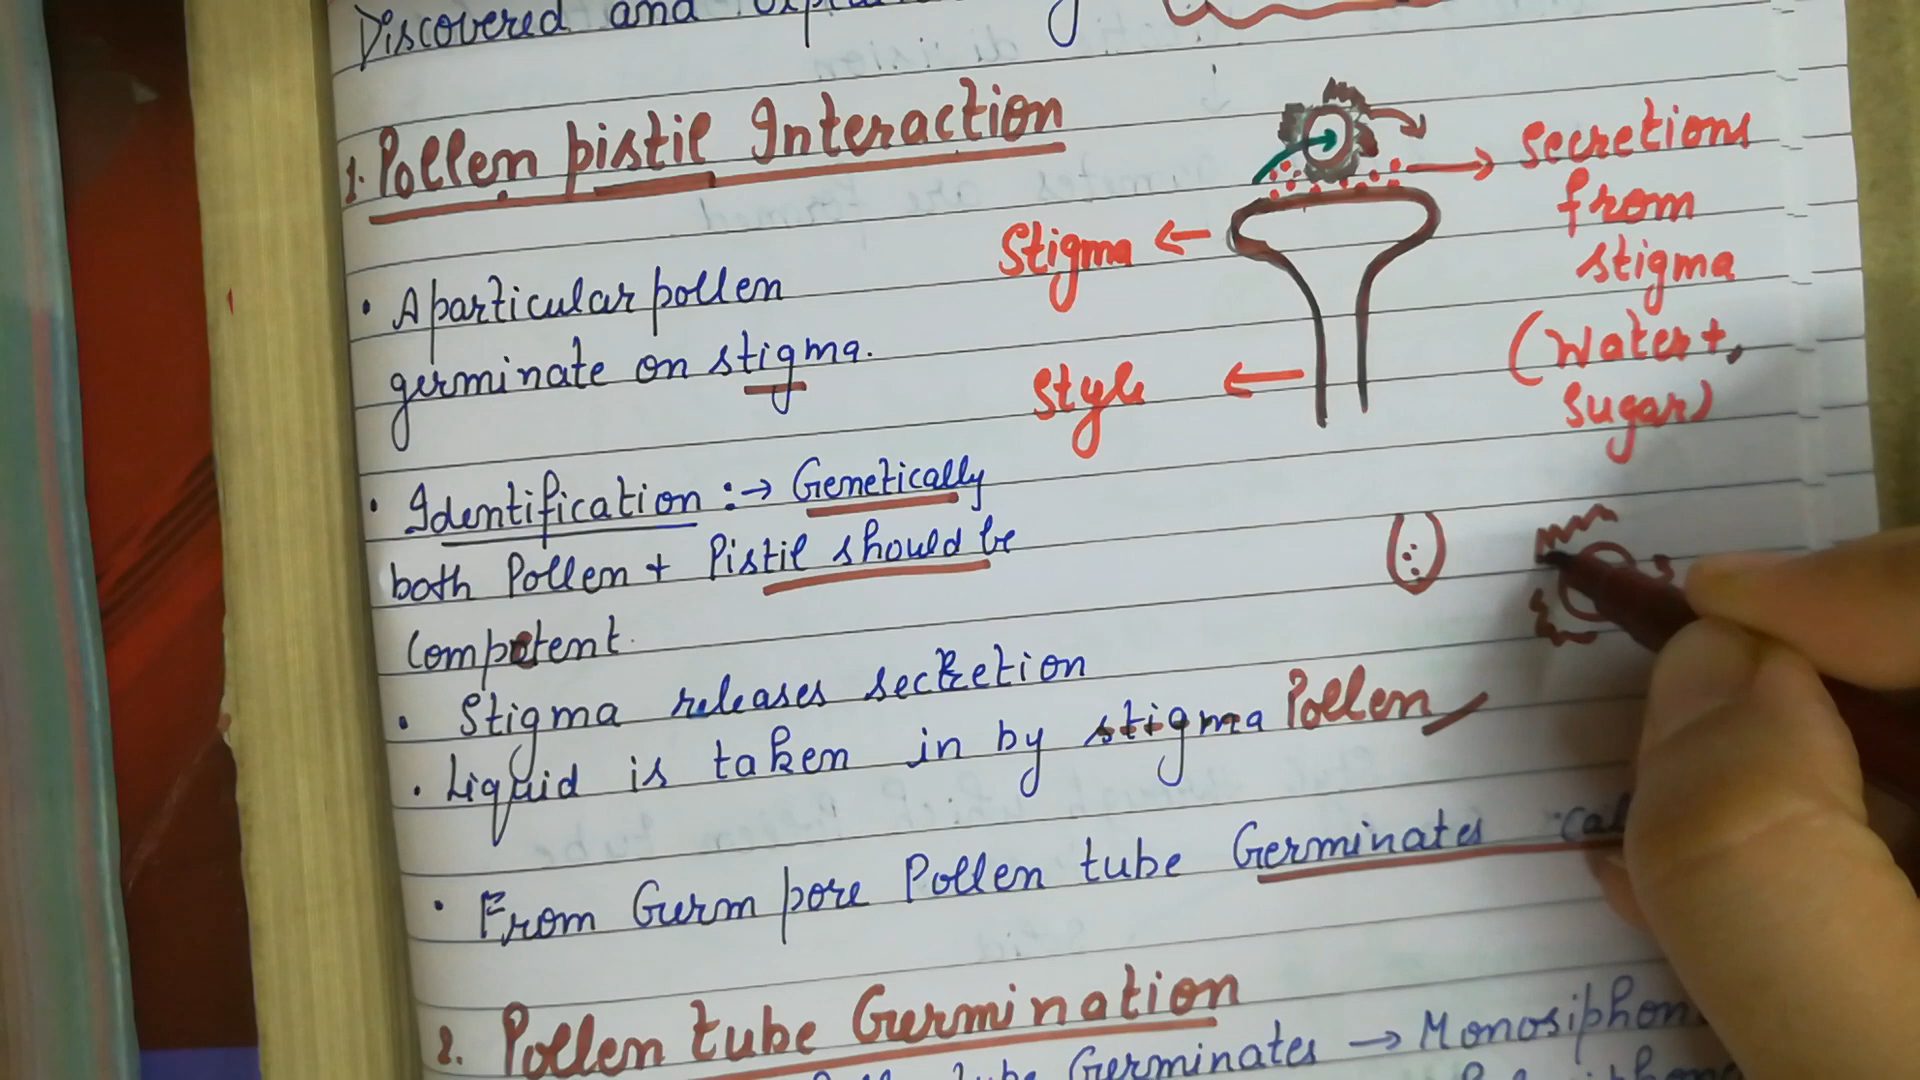 Discovered and
1. Pollen pistil Interaction
secretions
from
stigma
(Water +,
sugar)
Stigma ←
Style ←
• A particular pollen
germinate on stigma.
• Identification :→ Genetically
both Pollen + Pistil should be
Competent.
• Stigma releases secretion
• Liquid is taken in by stigma Pollen
• From Germ pore Pollen tube Germinates
2. Pollen tube Germination
Germinates → Monosiphon